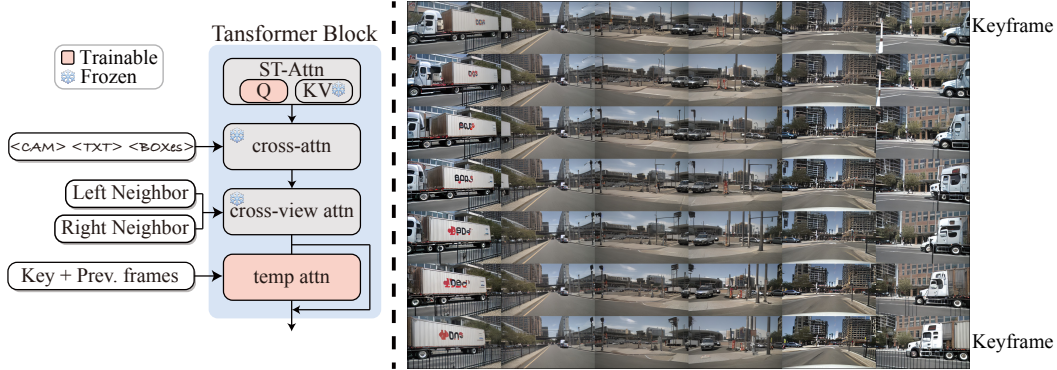 Trainable
Frozen
Tansformer Block
ST-Attn
Q
KV
<CAM> <TXT> <BOXes>
cross-attn
Left Neighbor
Right Neighbor
cross-view attn
Key + Prev. frames
temp attn
Keyframe
Keyframe